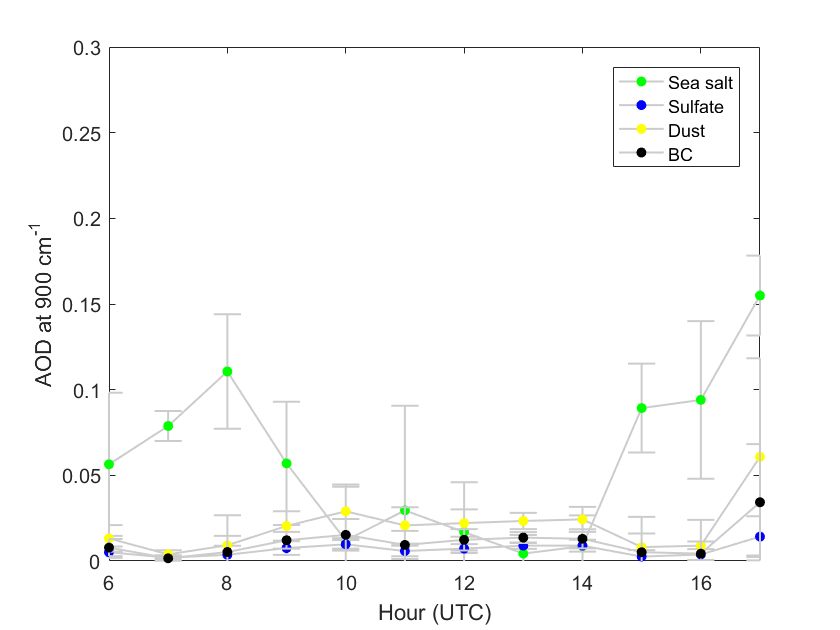 0.3
0.25
0.2
0.15
0.1
0.05
0
AOD at 900 cm-1
6 8 10 12 14 16
Hour (UTC)
Sea salt
Sulfate
Dust
BC